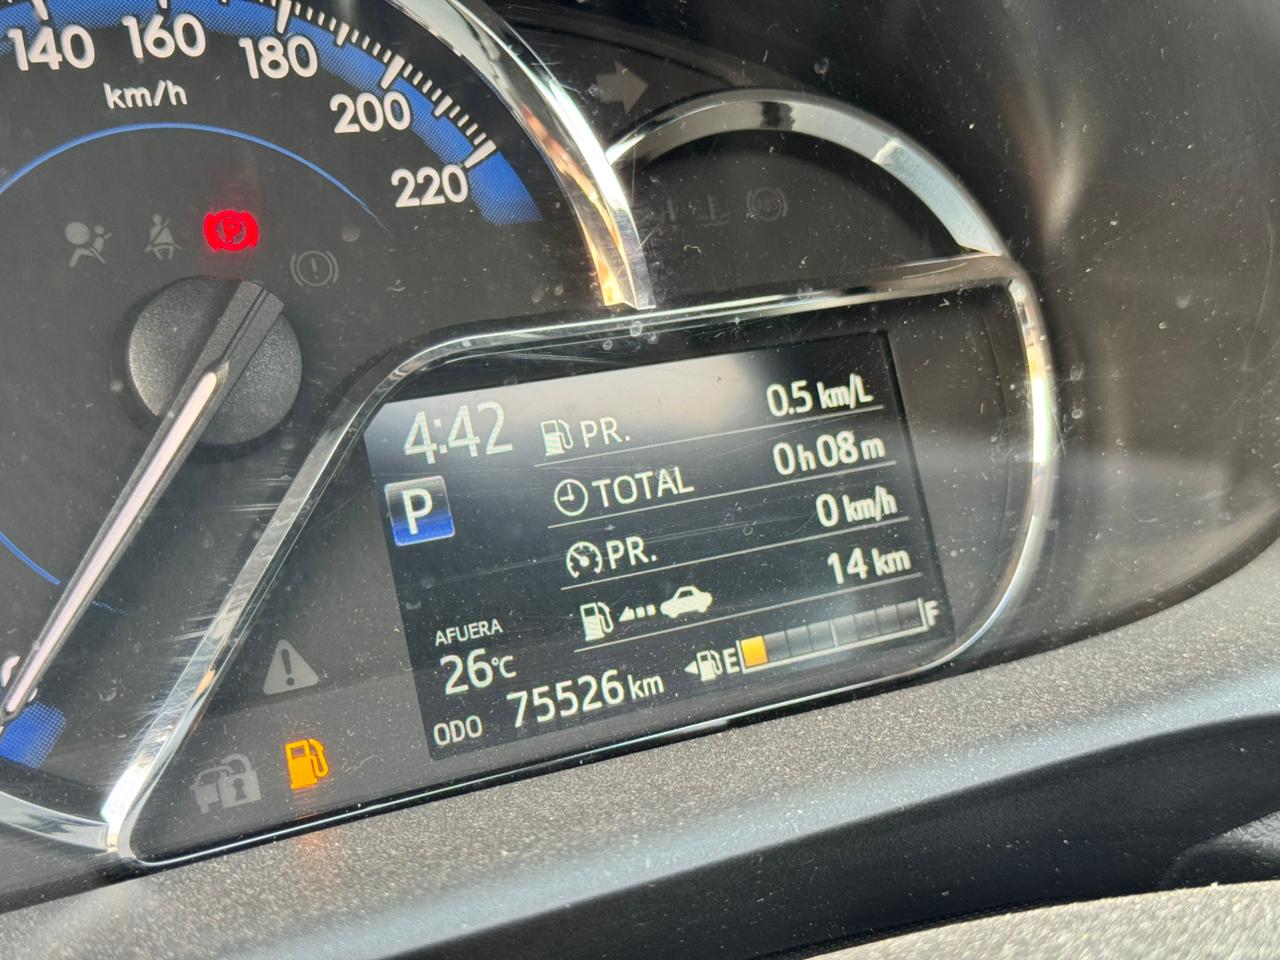 140
160
180
200
220
km/h
P
4:42
PR.
0.5 km/L
TOTAL
0h08m
P
PR.
0 km/h
14 km
AFUERA
26°C
E
F
ODO 75526 km